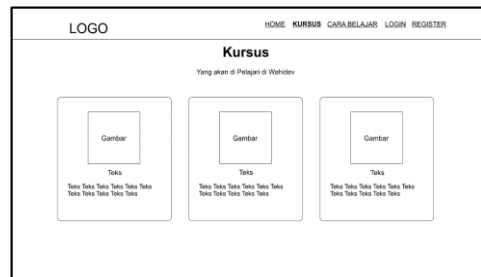 LOGO
HOME KURSUS CARA BELAJAR LOGIN REGISTER
Kursus
Yang akan di Pelajari di Wahidev
Gambar
Teks
Teks Teks Teks Teks Teks Teks
Teks Teks Teks Teks Teks
Gambar
Teks
Teks Teks Teks Teks Teks Teks
Teks Teks Teks Teks Teks
Gambar
Teks
Teks Teks Teks Teks Teks Teks
Teks Teks Teks Teks Teks